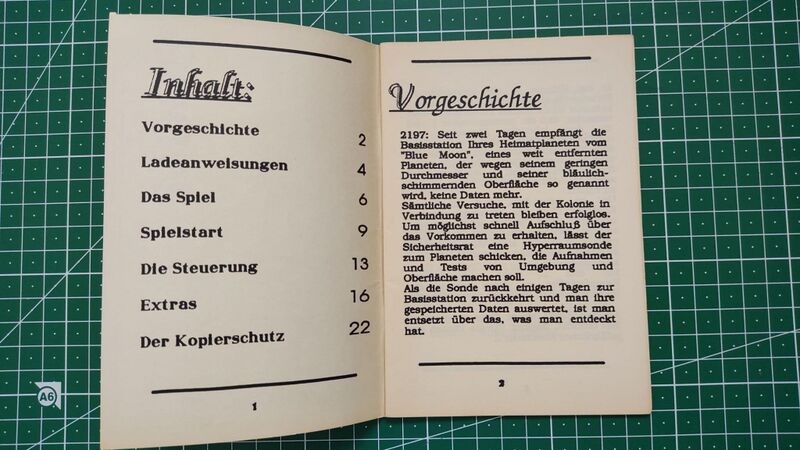 Inhalt:
Vorgeschichte 2
Ladeanweisungen 4
Das Spiel 6
Spielstart 9
Die Steuerung 13
Extras 16
Der Kopierschutz 22
1
Vorgeschichte
2197: Seit zwei Tagen empfängt die
Basisstation Ihres Heimatplaneten vom
"Blue Moon", eines weit entfernten
Planeten, der wegen seinem geringen
Durchmesser und seiner bläulich-
schimmernden Oberfläche so genannt
wird, keine Daten mehr.
Sämtliche Versuche, mit der Kolonie in
Verbindung zu treten bleiben erfolglos.
Um möglichst schnell Aufschluß über
das Vorkommen zu erhalten, lässt der
Sicherheitsrat eine Hyperraumsonde
zum Planeten schicken, die Aufnahmen
und Tests von Umgebung und
Oberfläche machen soll.
Als die Sonde nach einigen Tagen zur
Basisstation zurückkehrt und man ihre
gespeicherten Daten auswertet, ist man
entsetzt über das, was man entdeckt
hat.
2
A6